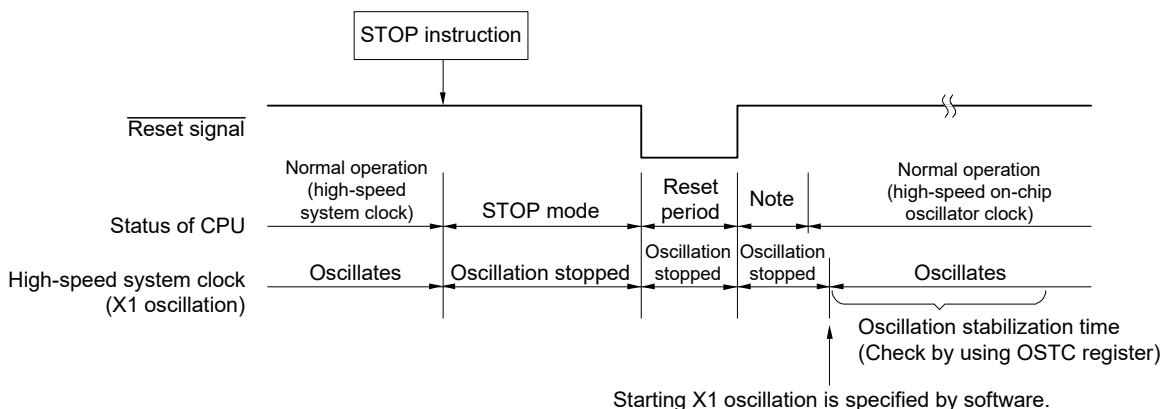 STOP instruction
Reset signal
Normal operation
(high-speed
system clock)
STOP mode
Reset
period
Note
Normal operation
(high-speed on-chip
oscillator clock)
Status of CPU
High-speed system clock
(X1 oscillation)
Oscillates
Oscillation stopped
Oscillation
stopped
Oscillation
stopped
Oscillates
Oscillation stabilization time
(Check by using OSTC register)
Starting X1 oscillation is specified by software.